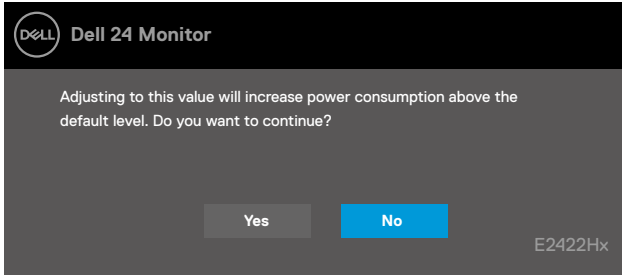 DELL Dell 24 Monitor
Adjusting to this value will increase power consumption above the
default level. Do you want to continue?
Yes No
E2422Hx